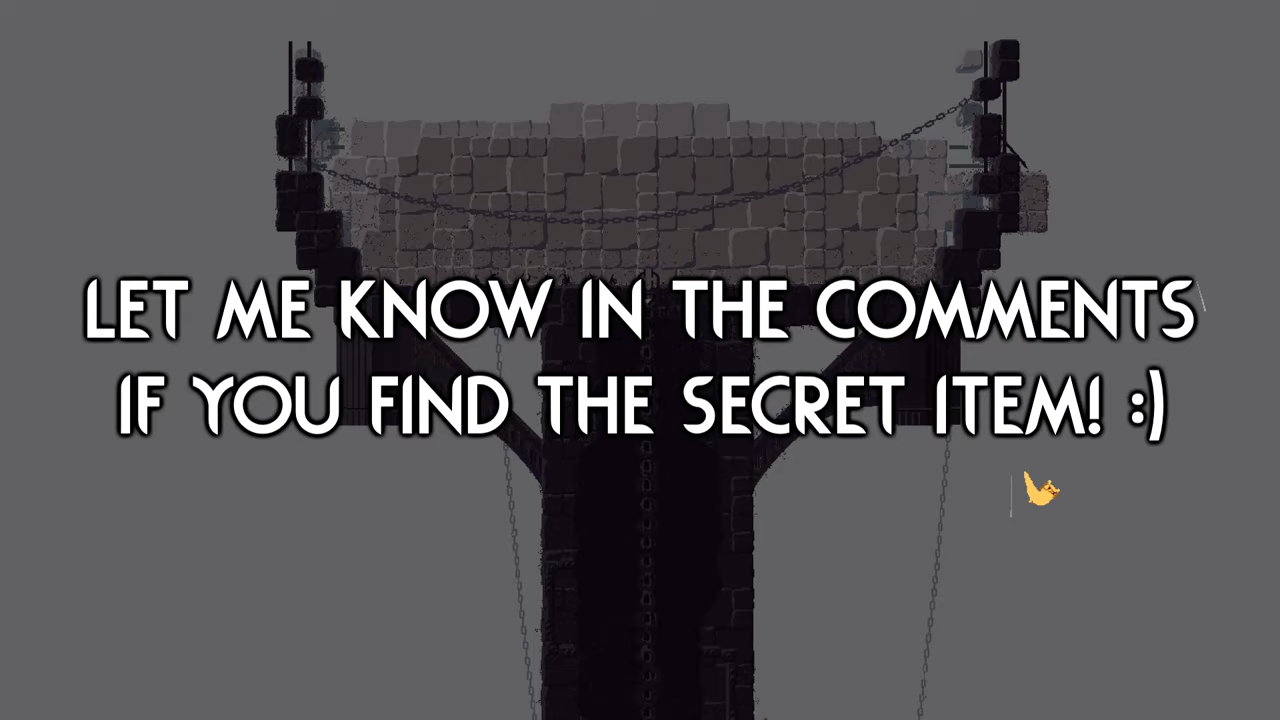 LET ME KNOW IN THE COMMENTS
IF YOU FIND THE SECRET ITEM! :)